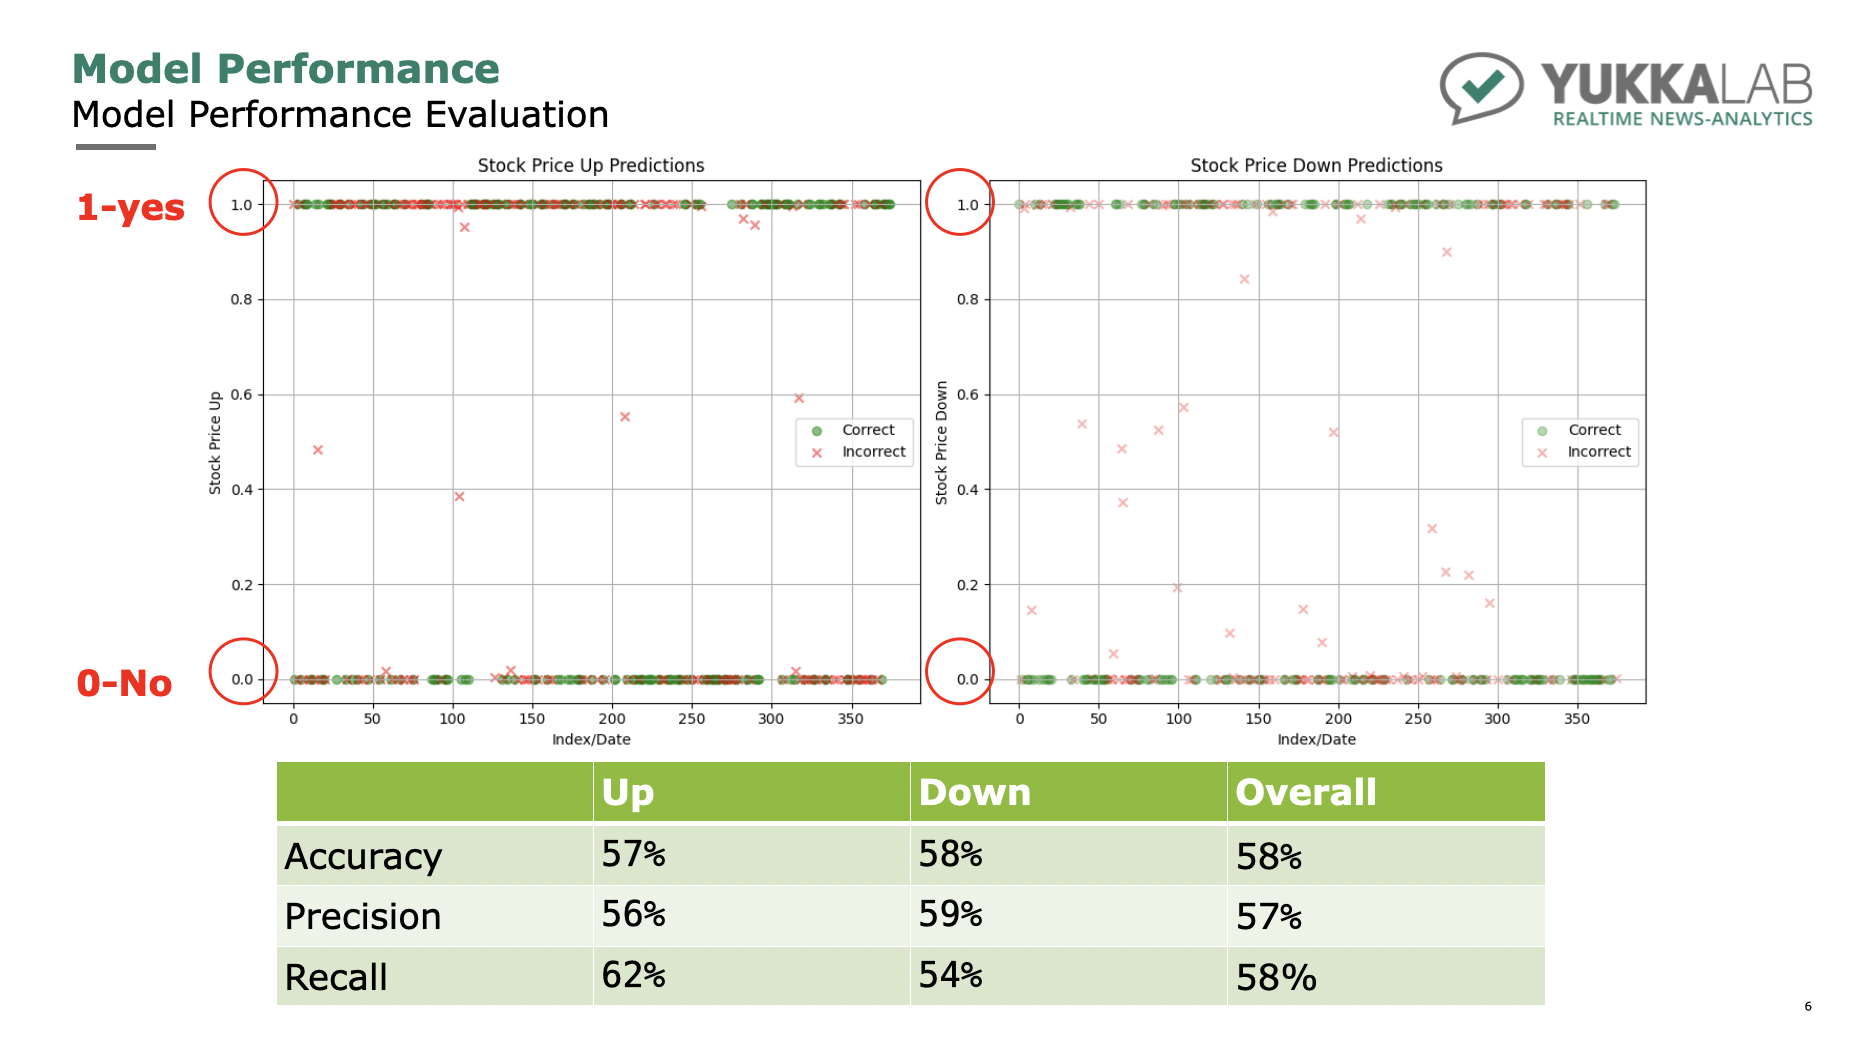 Model Performance
Model Performance Evaluation
YUKKALAB
REALTIME NEWS-ANALYTICS
1-yes
0-No
Stock Price Up Predictions
Stock Price Up
1.0
0.8
0.6
0.4
0.2
0.0
Correct
Incorrect
0 50 100 150 200 250 300 350
Index/Date
Stock Price Down Predictions
Stock Price Down
1.0
0.8
0.6
0.4
0.2
0.0
Correct
Incorrect
0 50 100 150 200 250 300 350
Index/Date
Up Down Overall
Accuracy 57% 58% 58%
Precision 56% 59% 57%
Recall 62% 54% 58%
6